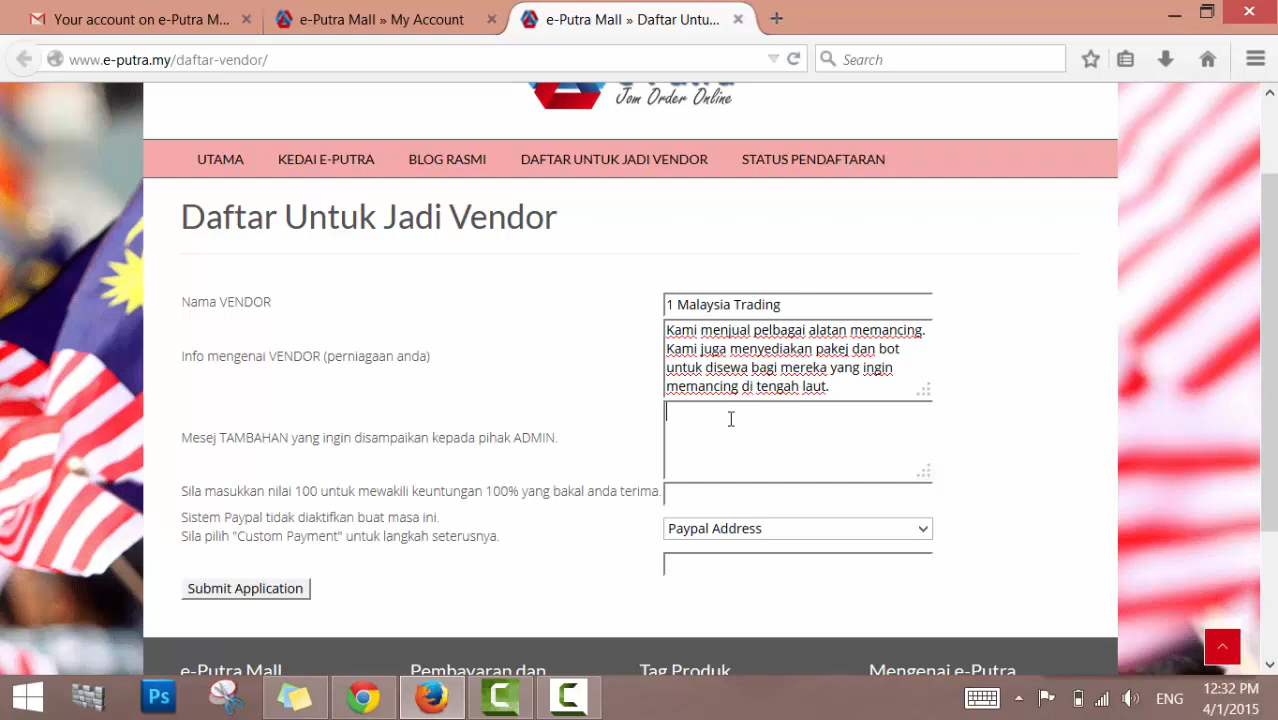 Your account on e-Putra M...
e-Putra Mall » My Account
e-Putra Mall » Daftar Untu...
www.e-putra.my/daftar-vendor/
Search
Jom Order Online
UTAMA
KEDAI E-PUTRA
BLOG RASMI
DAFTAR UNTUK JADI VENDOR
STATUS PENDAFTARAN
Daftar Untuk Jadi Vendor
Nama VENDOR
1 Malaysia Trading
Info mengenai VENDOR (perniagaan anda)
Kami menjual pelbagai alatan memancing.
Kami juga menyediakan pakej dan bot
untuk disewa bagi mereka yang ingin
memancing di tengah laut.
Mesej TAMBAHAN yang ingin disampaikan kepada pihak ADMIN.
Sila masukkan nilai 100 untuk mewakili keuntungan 100% yang bakal anda terima.
Sistem Paypal tidak diaktifkan buat masa ini.
Sila pilih "Custom Payment" untuk langkah seterusnya.
Paypal Address
Submit Application
e-Putra Mall
Pembayaran dan
Tag Produk
Mengenai e-Putra
Ps
ENG
12:32 PM
4/1/2015